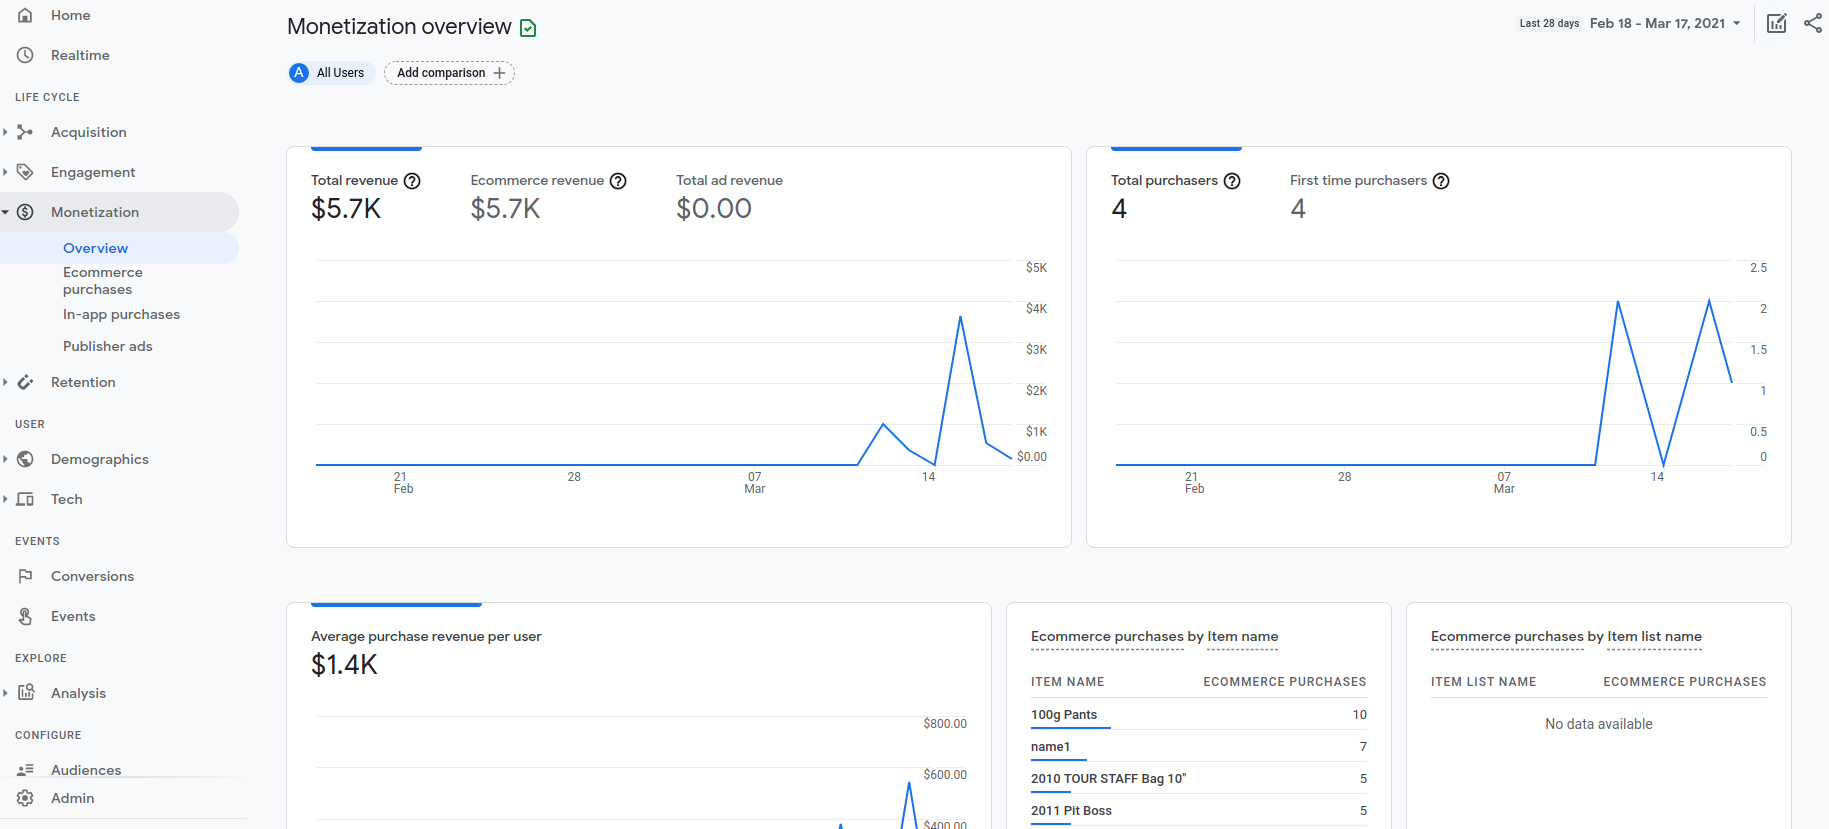 Home
Realtime
LIFE CYCLE
Acquisition
Engagement
Monetization
Overview
Ecommerce
purchases
In-app purchases
Publisher ads
Retention
USER
Demographics
Tech
EVENTS
Conversions
Events
EXPLORE
Analysis
CONFIGURE
Audiences
Admin
Monetization overview
Last 28 days Feb 18 - Mar 17, 2021
A All Users Add comparison
Total revenue Ecommerce revenue Total ad revenue
$5.7K $5.7K $0.00
$5K
$4K
$3K
$2K
$1K
$0.00
21 28 07 14
Feb Mar
Total purchasers First time purchasers
4 4
2.5
2
1.5
1
0.5
0
21 28 07 14
Feb Mar
Average purchase revenue per user
$1.4K
$800.00
$600.00
$400.00
Ecommerce purchases by Item name
ITEM NAME ECOMMERCE PURCHASES
100g Pants 10
name1 7
2010 TOUR STAFF Bag 10" 5
2011 Pit Boss 5
Ecommerce purchases by Item list name
ITEM LIST NAME ECOMMERCE PURCHASES
No data available